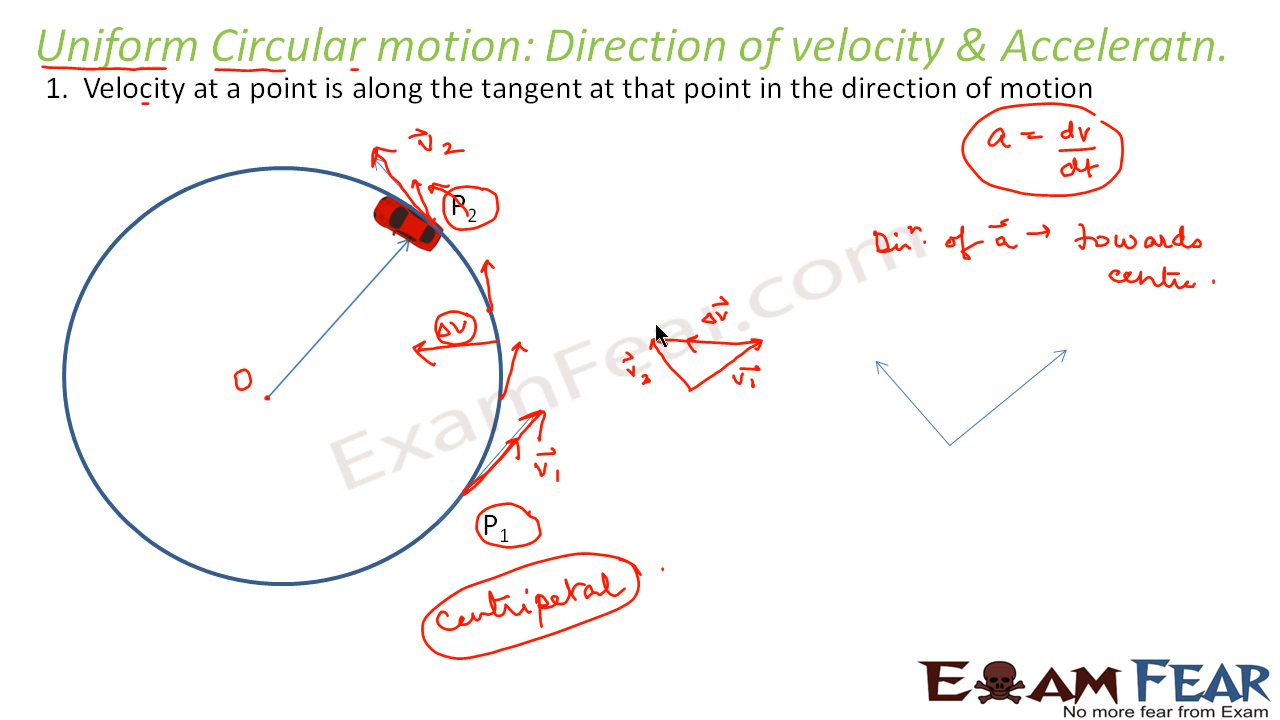 Uniform Circular motion: Direction of velocity & Acceleratn.
1. Velocity at a point is along the tangent at that point in the direction of motion
a = dv/dt
V⃗2
P2
Dirⁿ. of a⃗ → towards
centre.
ΔV
ΔV⃗
V⃗2
V⃗1
O
V⃗1
P1
Centripetal
ExamFear.com
EXAM FEAR
No more fear from Exam